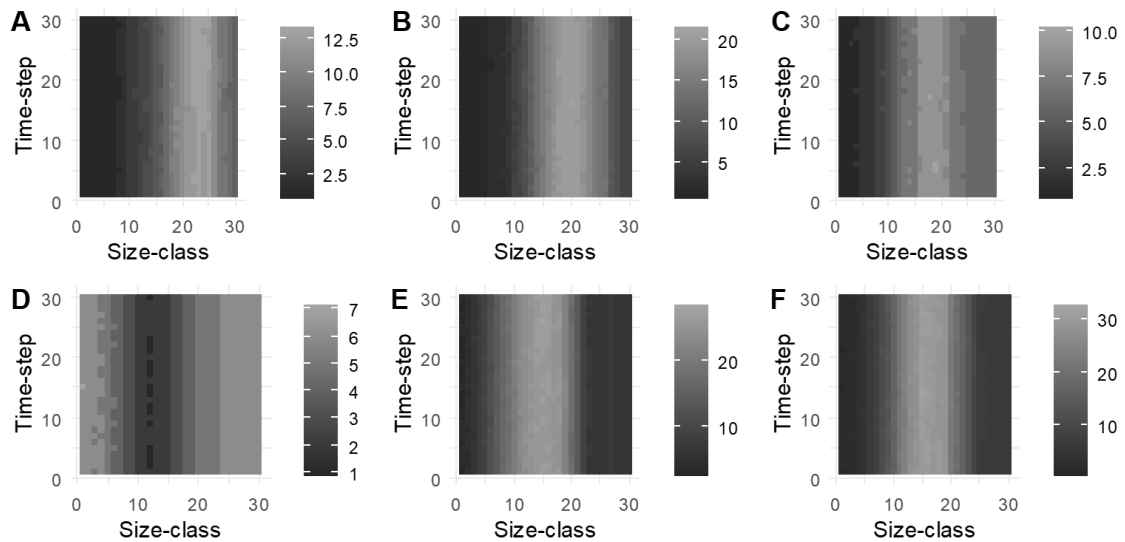 A B C
30 30 30
12.5 20 10.0
Time-step 20 10.0 Time-step 20 15 Time-step 20 7.5
7.5
10 5.0 10 10 10 5.0
2.5 5 2.5
0 0 0
0 10 20 30 0 10 20 30 0 10 20 30
Size-class Size-class Size-class
D E F
30 7 30 30 30
6
Time-step 20 5 Time-step 20 20 Time-step 20 20
4
10 3 10 10 10 10
2
0 1 0 0
0 10 20 30 0 10 20 30 0 10 20 30
Size-class Size-class Size-class